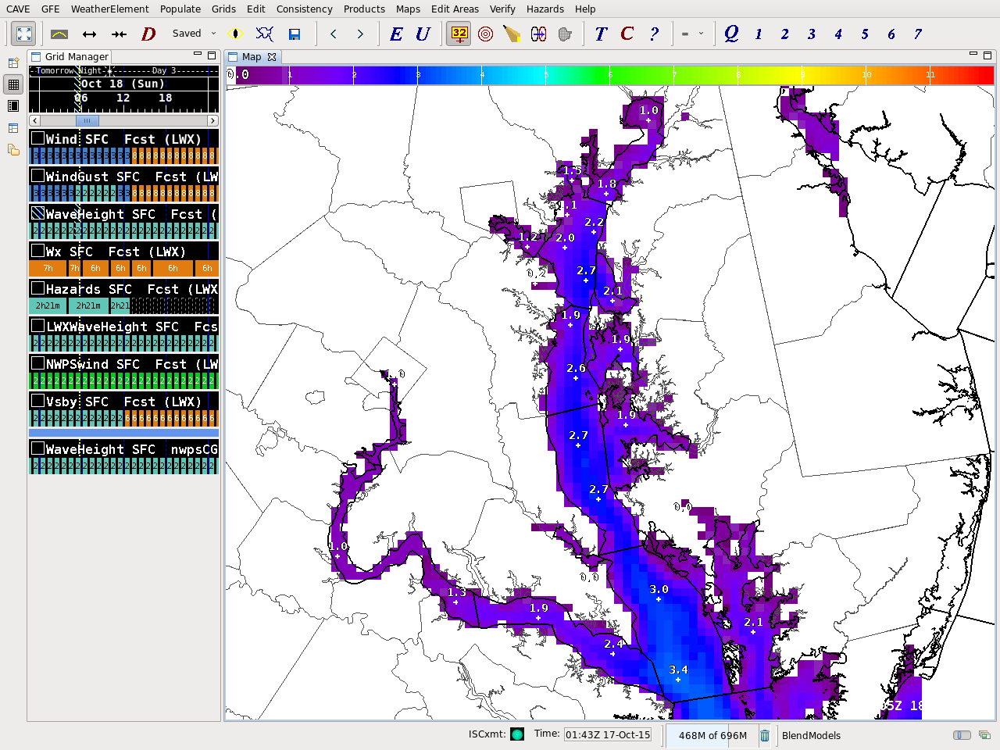 CAVE GFE WeatherElement Populate Grids Edit Consistency Products Maps Edit Areas Verify Hazards Help
D Saved < > E U 32 T C ? = Q 1 2 3 4 5 6 7
Grid Manager
Map
Tomorrow Night Day 3
Oct 18 (Sun)
06 12 18
0.0 1 2 3 4 5 6 7 8 9 10 11
Wind SFC Fcst (LWX)
WindGust SFC Fcst (LW
WaveHeight SFC Fcst (
Wx SFC Fcst (LWX)
7h 7h 6h 6h 6h 6h 6h
Hazards SFC Fcst (LWX
2h21m 2h21m 2h21
LWXWaveHeight SFC Fcs
NWPSwind SFC Fcst (LW
Vsby SFC Fcst (LWX)
WaveHeight SFC nwpsCG
1.0
1.5
1.8
2.2
1.2 2.0
0.2
2.7
2.1
1.9
1.9
2.6
1.9
2.7
2.7
0.0
1.0
0.0
3.0
1.3
1.9
2.1
2.4
3.4
05Z 18
ISCxmt: Time: 01:43Z 17-Oct-15 468M of 696M BlendModels